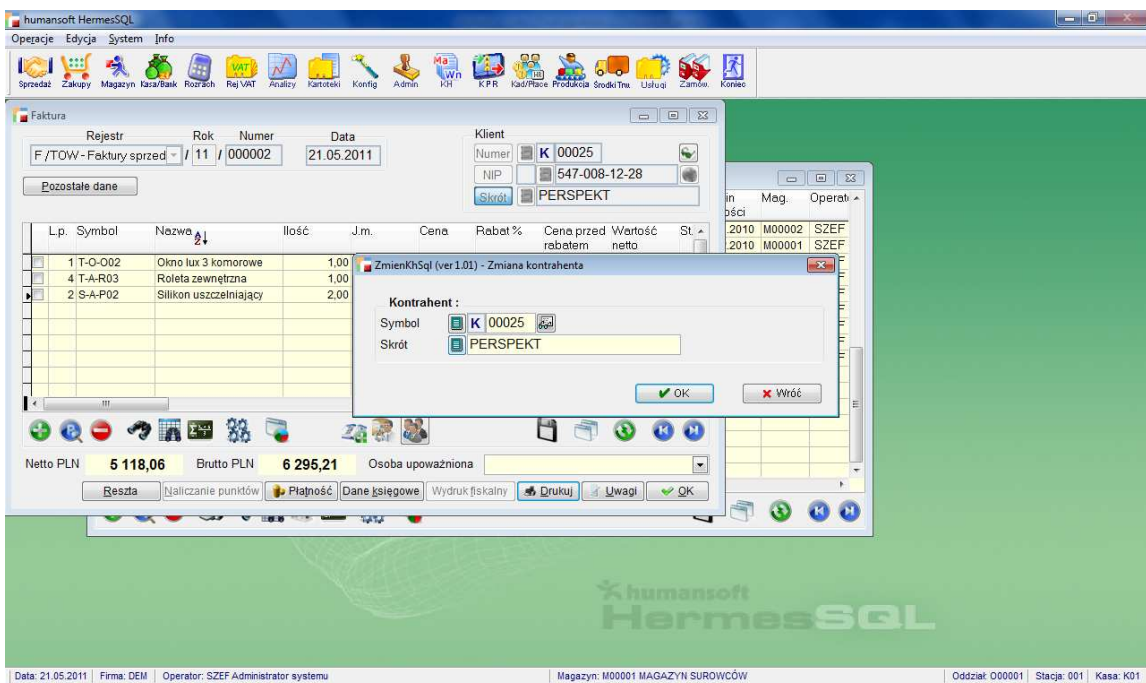 humansoft HermesSQL
Operacje Edycja System Info
Sprzedaż Zakupy Magazyn Kasa/Bank Rozrach Rej VAT Analizy Kartoteki Konfig Admin KH KPR Kad/Płace Produkcja Środki Trw. Usługi Zamów. Koniec
Faktura
Rejestr Rok Numer Data Klient
F /TOW - Faktury sprzed / 11 / 000002 21.05.2011 Numer K 00025
NIP 547-008-12-28
Pozostałe dane
Skrót PERSPEKT
L.p. Symbol Nazwa Ilość J.m. Cena Rabat % Cena przed rabatem Wartość netto St.
Mag. Operat
.2010 M00002 SZEF
.2010 M00001 SZEF
1 T-O-O02 Okno lux 3 komorowe 1,00
4 T-A-R03 Roleta zewnętrzna 1,00
2 S-A-P02 Silikon uszczelniający 2,00
ZmienKhSql (ver 1.01) - Zmiana kontrahenta
Kontrahent :
Symbol K 00025
Skrót PERSPEKT
OK Wróć
Netto PLN 5 118,06 Brutto PLN 6 295,21 Osoba upoważniona
Reszta Naliczanie punktów Płatność Dane księgowe Wydruk fiskalny Drukuj Uwagi OK
humansoft
HermesSQL
Data: 21.05.2011 Firma: DEM Operator: SZEF Administrator systemu Magazyn: M00001 MAGAZYN SUROWCÓW Oddział: O00001 Stacja: 001 Kasa: K01